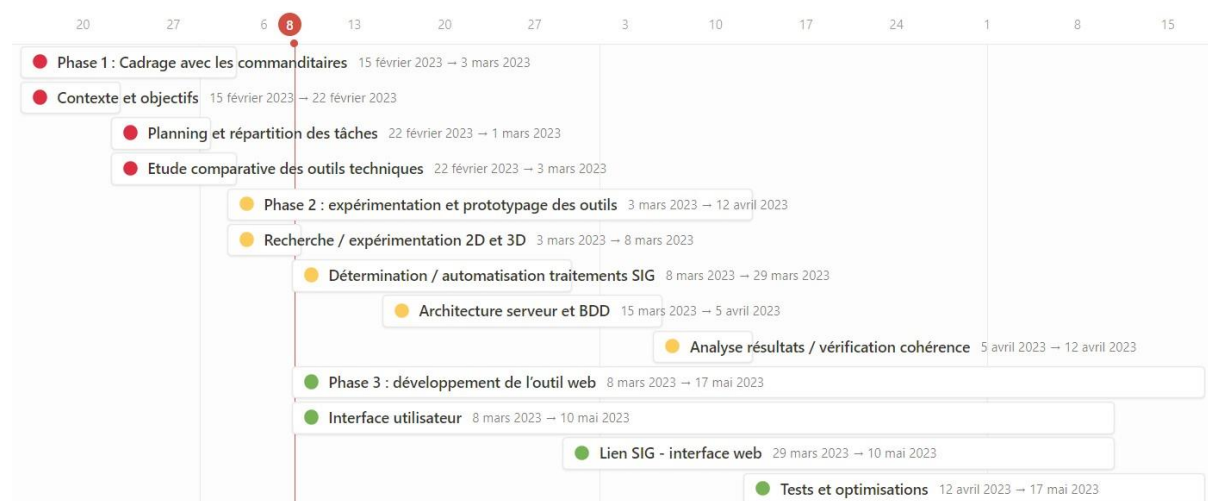 20 27 6 8 13 20 27 3 10 17 24 1 8 15
Phase 1 : Cadrage avec les commanditaires 15 février 2023 → 3 mars 2023
Contexte et objectifs 15 février 2023 → 22 février 2023
Planning et répartition des tâches 22 février 2023 → 1 mars 2023
Etude comparative des outils techniques 22 février 2023 → 3 mars 2023
Phase 2 : expérimentation et prototypage des outils 3 mars 2023 → 12 avril 2023
Recherche / expérimentation 2D et 3D 3 mars 2023 → 8 mars 2023
Détermination / automatisation traitements SIG 8 mars 2023 → 29 mars 2023
Architecture serveur et BDD 15 mars 2023 → 5 avril 2023
Analyse résultats / vérification cohérence 5 avril 2023 → 12 avril 2023
Phase 3 : développement de l'outil web 8 mars 2023 → 17 mai 2023
Interface utilisateur 8 mars 2023 → 10 mai 2023
Lien SIG - interface web 29 mars 2023 → 10 mai 2023
Tests et optimisations 12 avril 2023 → 17 mai 2023